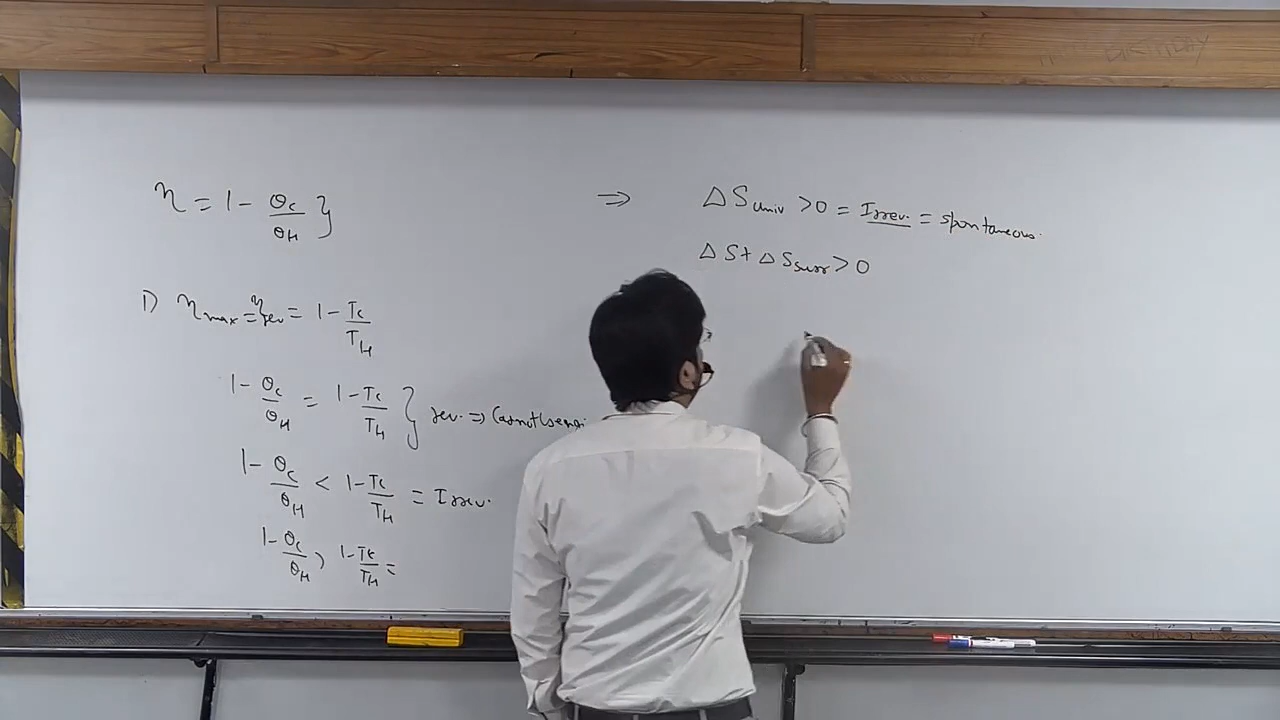 η = 1 - θc/θH }
1) ηmax = ηrev = 1 - Tc/TH
1 - θc/θH = 1 - Tc/TH } rev. ⇒ Carnot
1 - θc/θH < 1 - Tc/TH = Irrev.
1 - θc/θH > 1 - Tc/TH =
⇒ ΔSuniv > 0 = Irrev. = spontaneous.
ΔS + ΔSsurr > 0